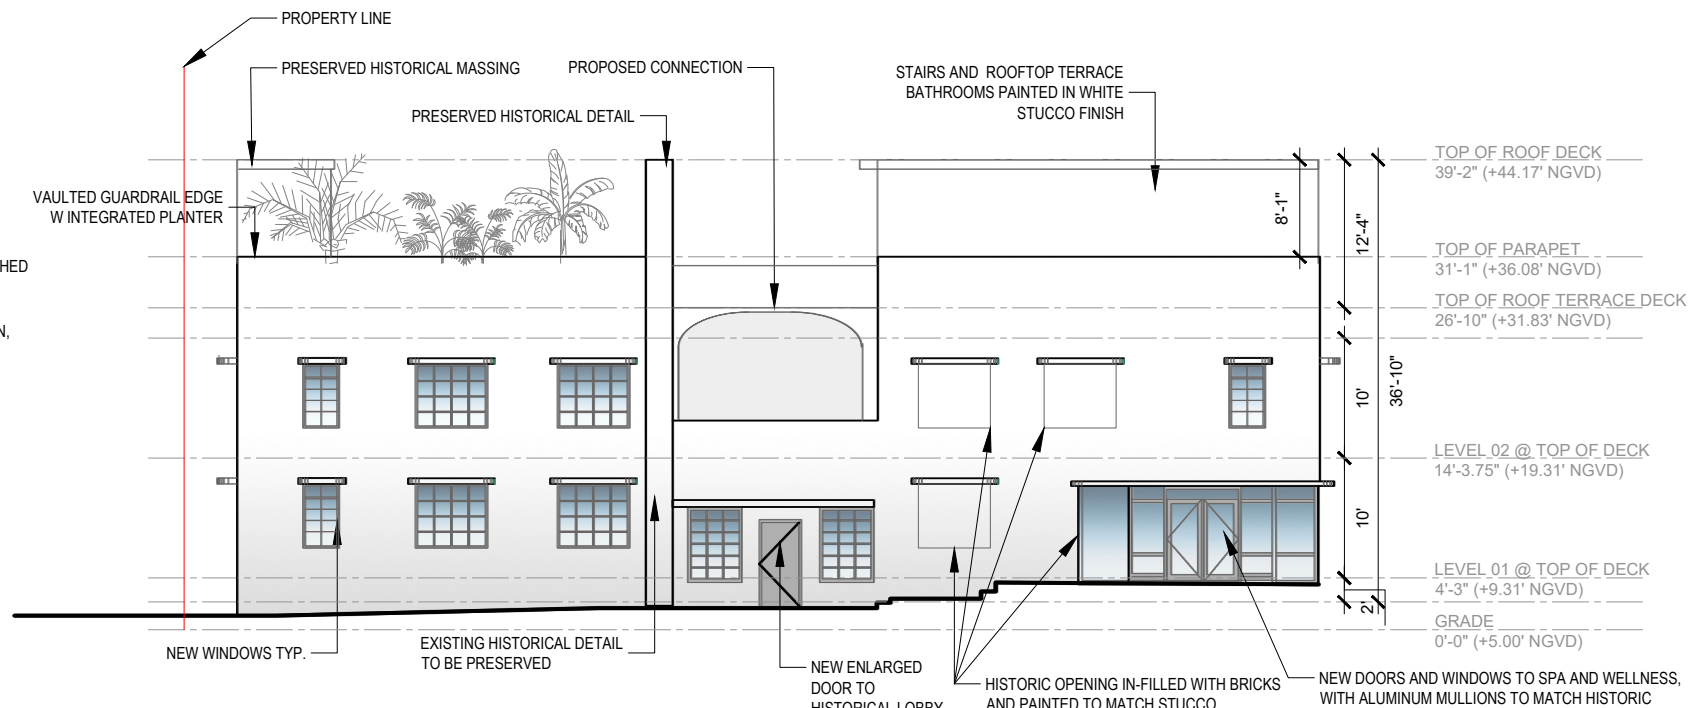 PROPERTY LINE
PRESERVED HISTORICAL MASSING
PROPOSED CONNECTION
STAIRS AND ROOFTOP TERRACE
BATHROOMS PAINTED IN WHITE
STUCCO FINISH
PRESERVED HISTORICAL DETAIL
VAULTED GUARDRAIL EDGE
W INTEGRATED PLANTER
HED
N,
TOP OF ROOF DECK
39'-2" (+44.17' NGVD)
8'-1"
12'-4"
TOP OF PARAPET
31'-1" (+36.08' NGVD)
TOP OF ROOF TERRACE DECK
26'-10" (+31.83' NGVD)
10'
36'-10"
LEVEL 02 @ TOP OF DECK
14'-3.75" (+19.31' NGVD)
10'
LEVEL 01 @ TOP OF DECK
4'-3" (+9.31' NGVD)
2'
GRADE
0'-0" (+5.00' NGVD)
NEW WINDOWS TYP.
EXISTING HISTORICAL DETAIL
TO BE PRESERVED
NEW ENLARGED
DOOR TO
HISTORICAL LOBBY
HISTORIC OPENING IN-FILLED WITH BRICKS
AND PAINTED TO MATCH STUCCO
NEW DOORS AND WINDOWS TO SPA AND WELLNESS,
WITH ALUMINUM MULLIONS TO MATCH HISTORIC